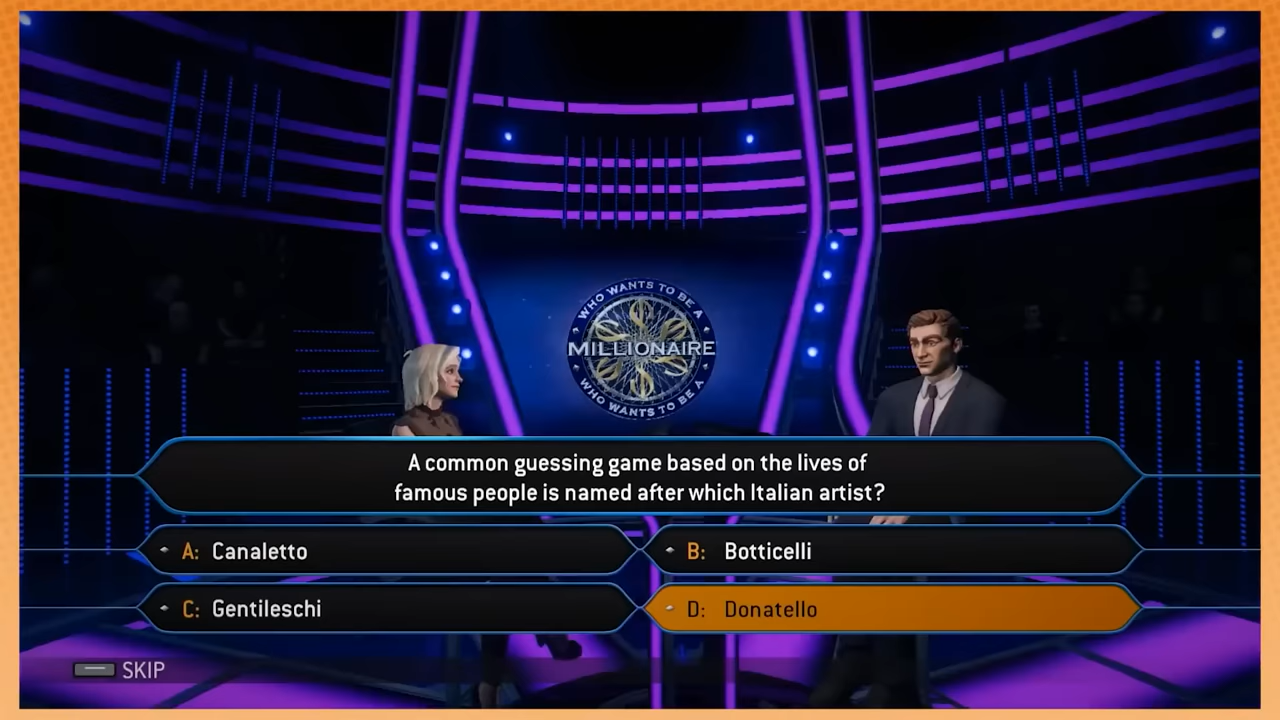 WHO WANTS TO BE A
MILLIONAIRE
WHO WANTS TO BE A
A common guessing game based on the lives of
famous people is named after which Italian artist?
A: Canaletto
B: Botticelli
C: Gentileschi
D: Donatello
SKIP